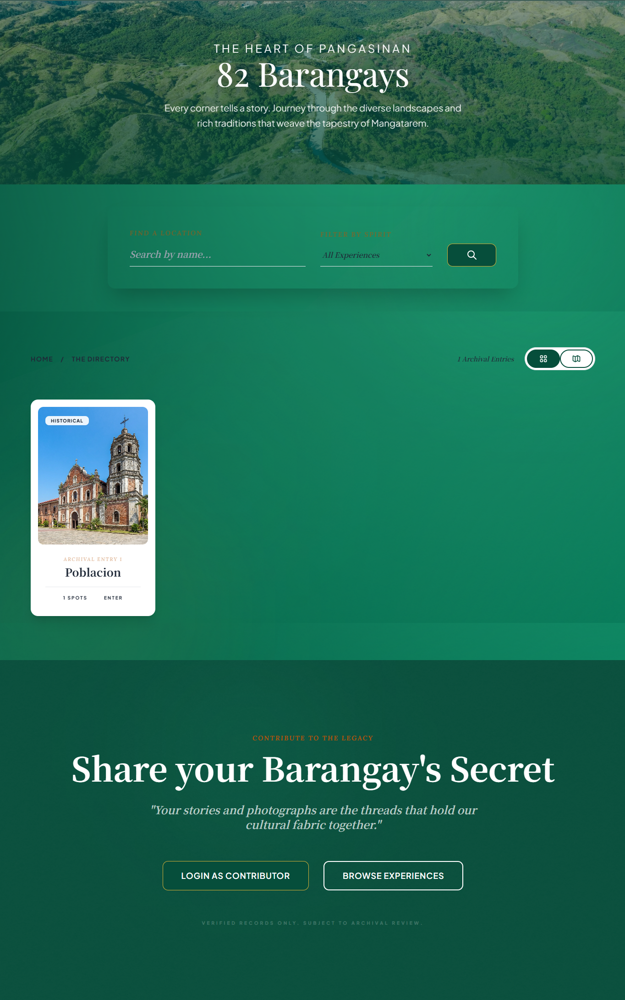 THE HEART OF PANGASINAN
82 Barangays
Every corner tells a story. Journey through the diverse landscapes and
rich traditions that weave the tapestry of Mangatarem.
FIND A LOCATION
FILTER BY SPIRIT
Search by name...
All Experiences
HOME / THE DIRECTORY
1 Archival Entries
HISTORICAL
ARCHIVAL ENTRY 1
Poblacion
1 SPOTS ENTER
CONTRIBUTE TO THE LEGACY
Share your Barangay's Secret
"Your stories and photographs are the threads that hold our
cultural fabric together."
LOGIN AS CONTRIBUTOR
BROWSE EXPERIENCES
VERIFIED RECORDS ONLY. SUBJECT TO ARCHIVAL REVIEW.